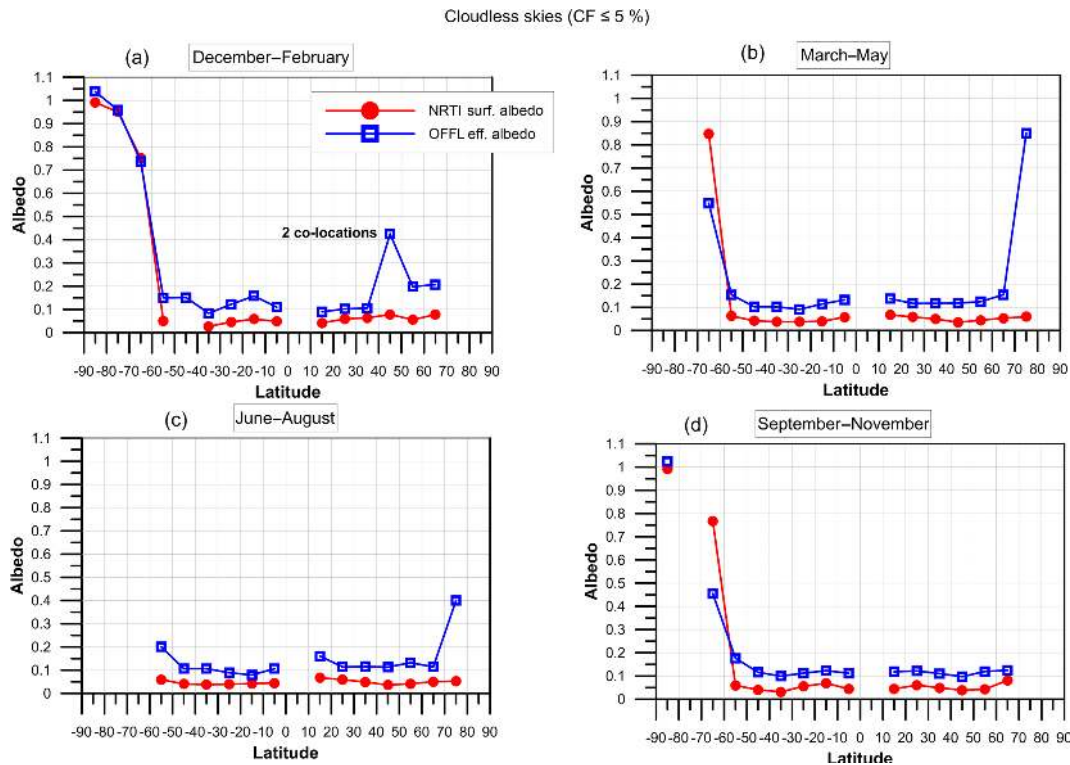 Cloudless skies (CF ≤ 5 %)
(a)
December–February
1.1
1
0.9
0.8
0.7
0.6
0.5
0.4
0.3
0.2
0.1
0
Albedo
NRTI surf. albedo
OFFL eff. albedo
2 co-locations
-90 -80 -70 -60 -50 -40 -30 -20 -10 0 10 20 30 40 50 60 70 80 90
Latitude
(b)
March–May
1.1
1
0.9
0.8
0.7
0.6
0.5
0.4
0.3
0.2
0.1
0
Albedo
-90 -80 -70 -60 -50 -40 -30 -20 -10 0 10 20 30 40 50 60 70 80 90
Latitude
(c)
June–August
1.1
1
0.9
0.8
0.7
0.6
0.5
0.4
0.3
0.2
0.1
0
Albedo
-90 -80 -70 -60 -50 -40 -30 -20 -10 0 10 20 30 40 50 60 70 80 90
Latitude
(d)
September–November
1.1
1
0.9
0.8
0.7
0.6
0.5
0.4
0.3
0.2
0.1
0
Albedo
-90 -80 -70 -60 -50 -40 -30 -20 -10 0 10 20 30 40 50 60 70 80 90
Latitude